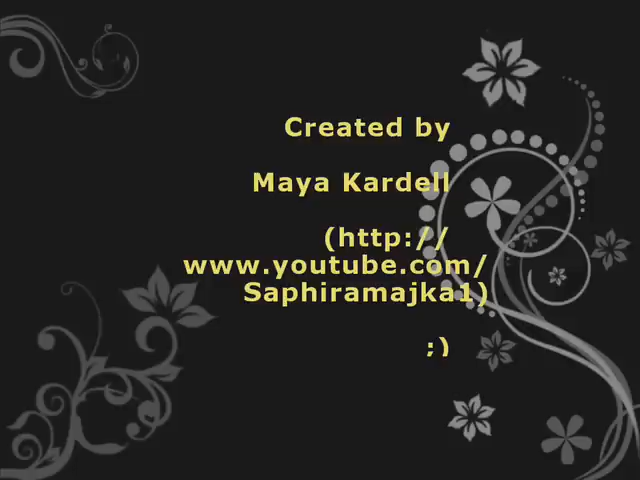 Created by
Maya Kardell
(http://
www.youtube.com/
Saphiramajka1)
;)